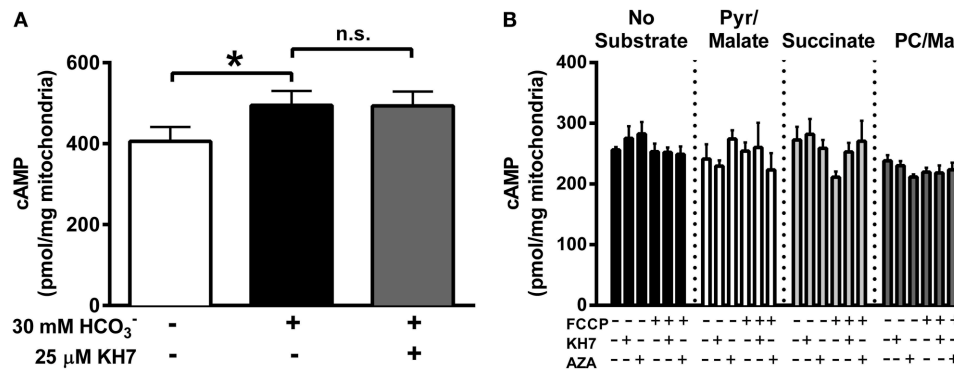 A
n.s.
*
600
400
200
0
cAMP
(pmol/mg mitochondria)
30 mM HCO3- - + +
25 µM KH7 - - +
B
No Substrate
Pyr/ Malate
Succinate
PC/Ma
400
300
200
100
0
cAMP
(pmol/mg mitochondria)
FCCP - - - + + + - - - + + + - - - + + + - - - + + -
KH7 - + - - + - - + - - + - - + - - + - - + - - + -
AZA - - + - - + - - + - - + - - + - - + - - + - - +